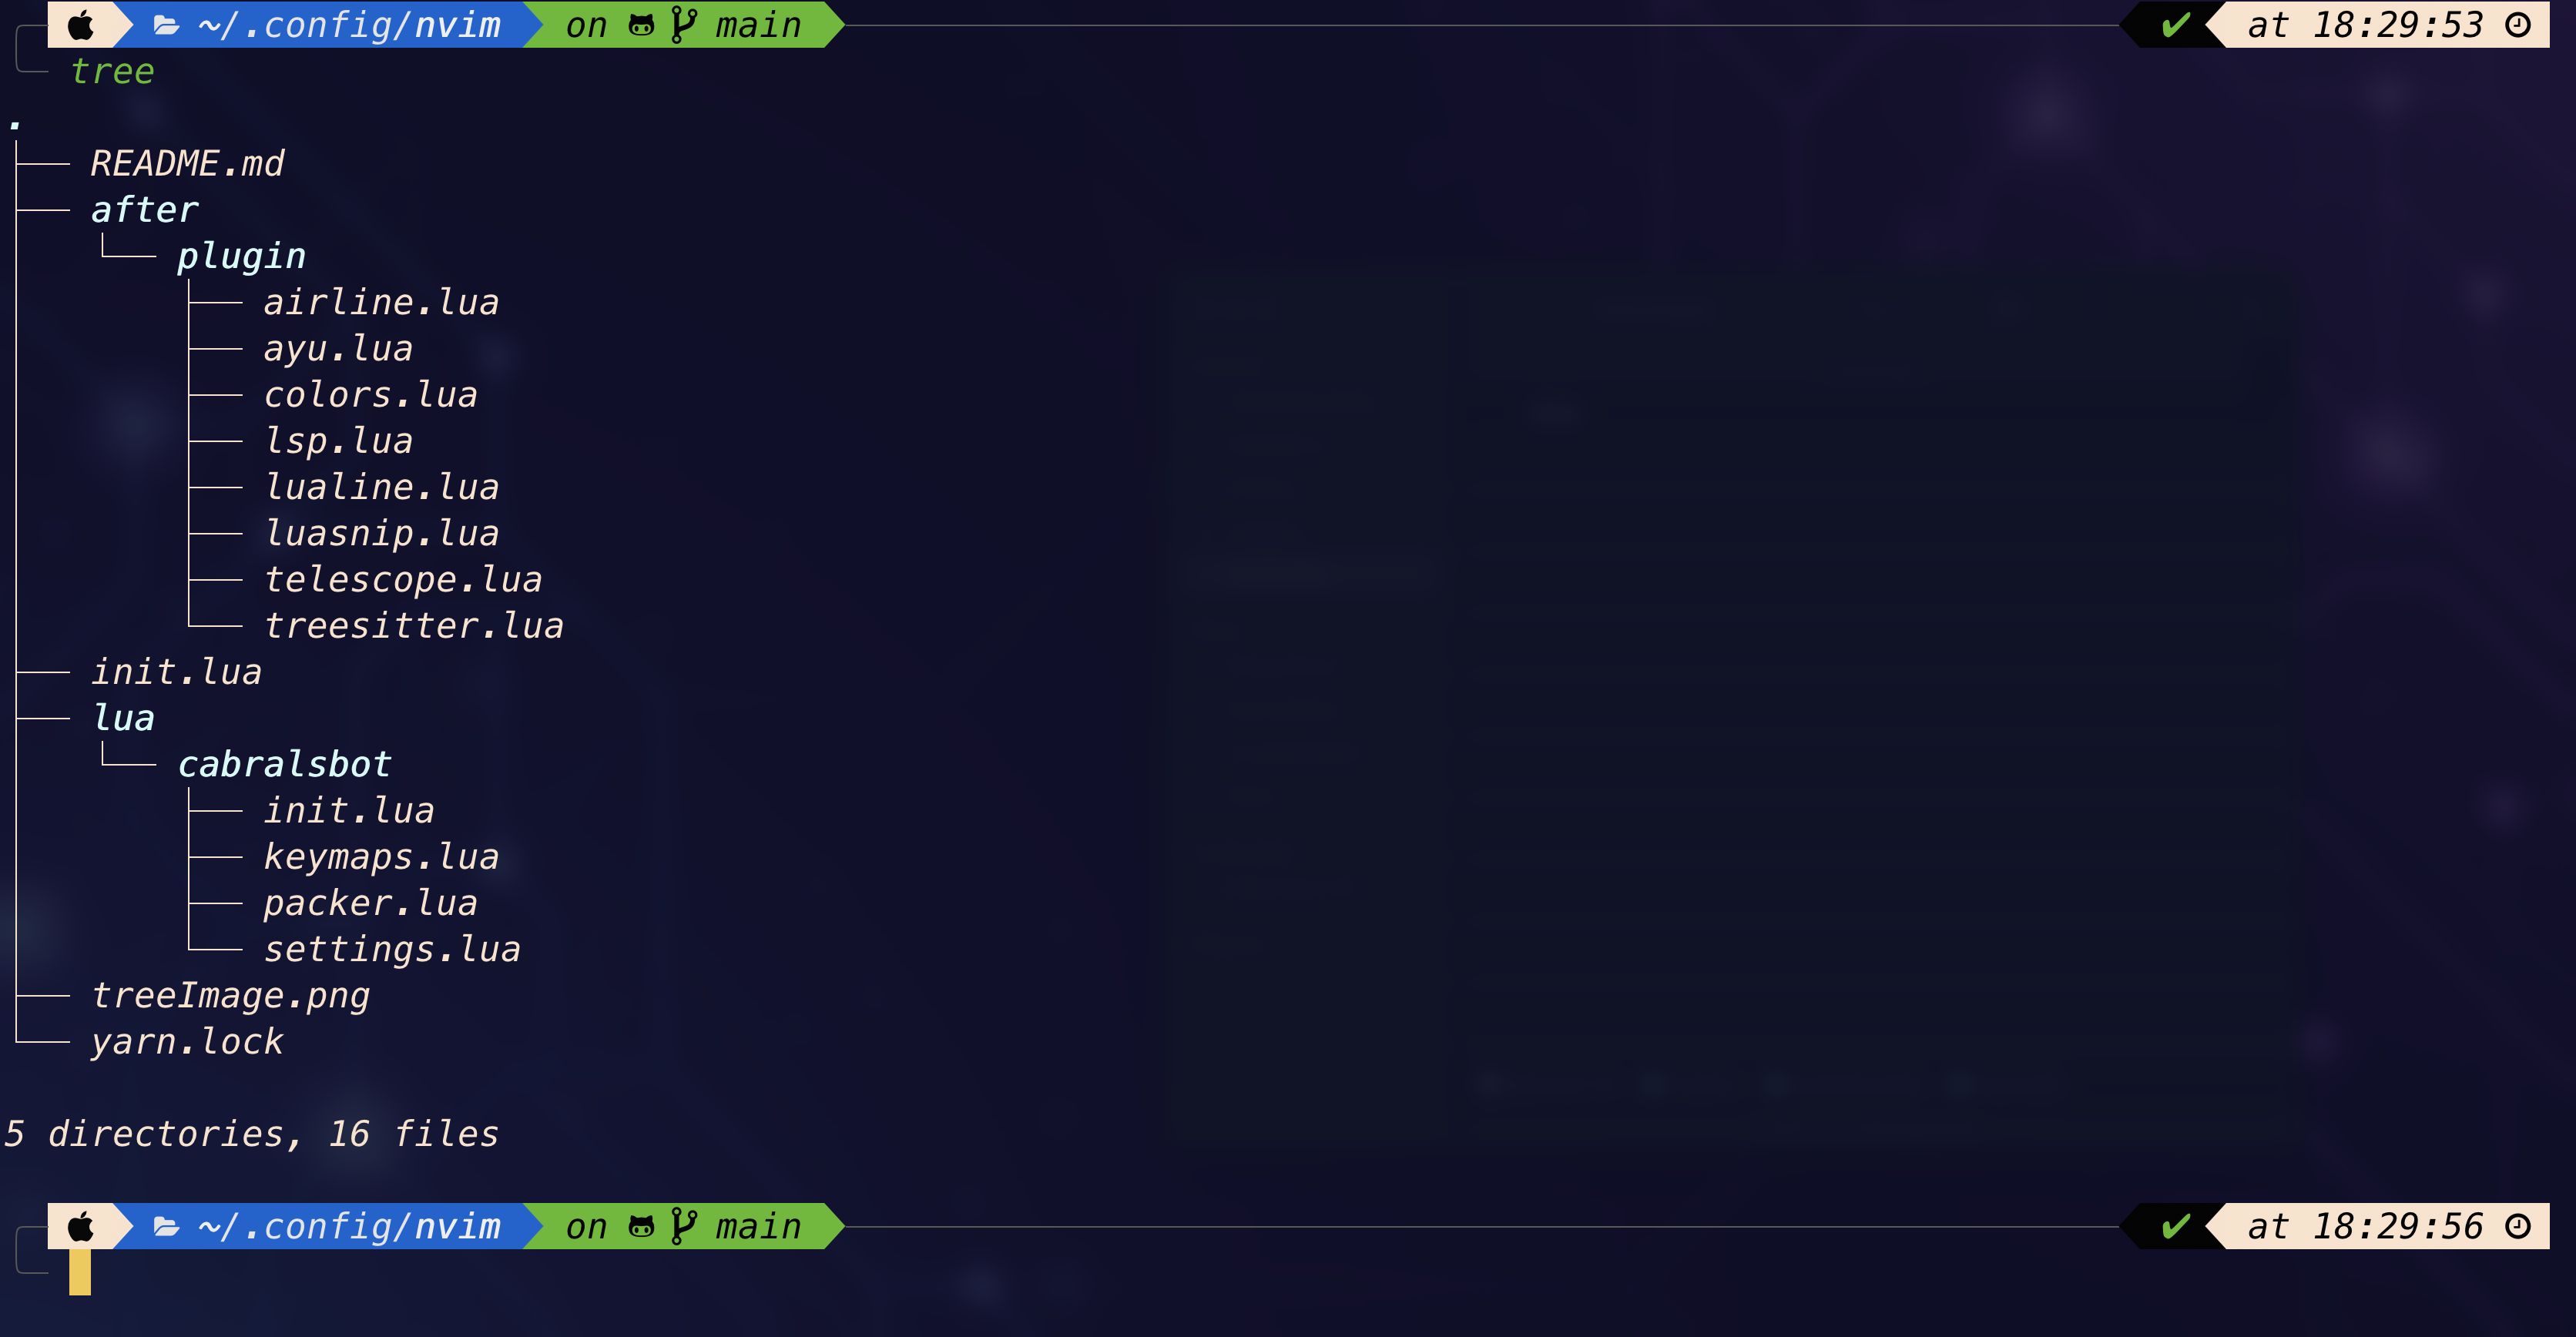 ~/.config/nvim on main ✔ at 18:29:53
tree
.
├── README.md
├── after
│   └── plugin
│       ├── airline.lua
│       ├── ayu.lua
│       ├── colors.lua
│       ├── lsp.lua
│       ├── lualine.lua
│       ├── luasnip.lua
│       ├── telescope.lua
│       └── treesitter.lua
├── init.lua
├── lua
│   └── cabralsbot
│       ├── init.lua
│       ├── keymaps.lua
│       ├── packer.lua
│       └── settings.lua
├── treeImage.png
└── yarn.lock
5 directories, 16 files
~/.config/nvim on main ✔ at 18:29:56